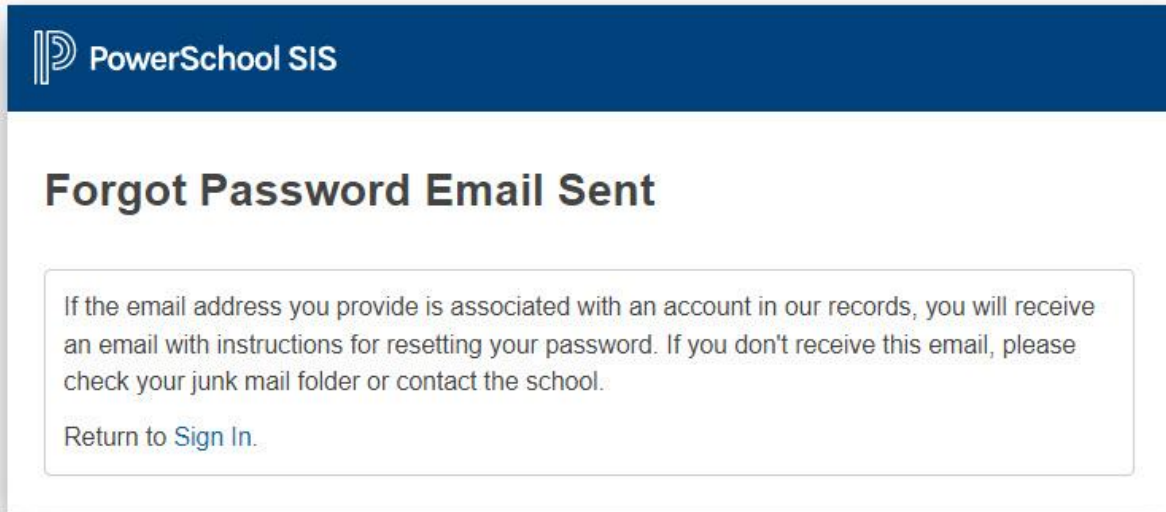 PowerSchool SIS
Forgot Password Email Sent
If the email address you provide is associated with an account in our records, you will receive
an email with instructions for resetting your password. If you don't receive this email, please
check your junk mail folder or contact the school.
Return to Sign In.